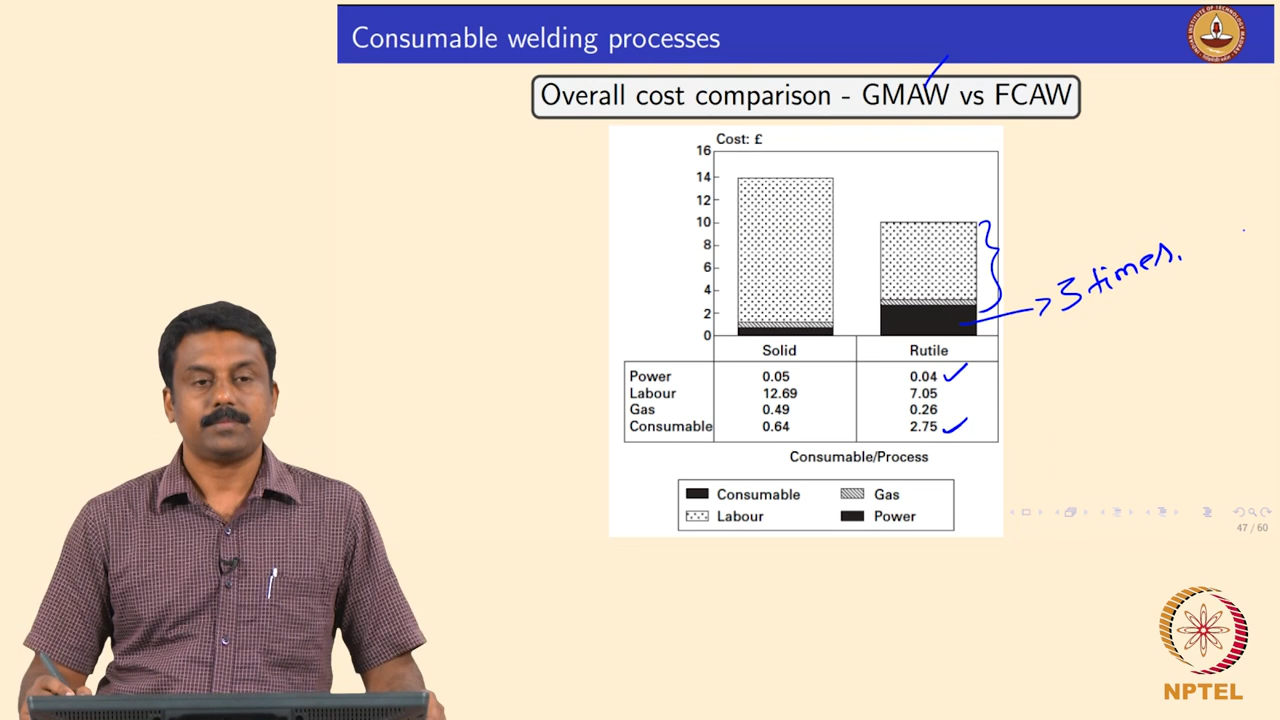 Consumable welding processes
Overall cost comparison - GMAW vs FCAW
Cost: £
16
14
12
10
8
6
4
2
0
3 times.
Solid Rutile
Power 0.05 0.04
Labour 12.69 7.05
Gas 0.49 0.26
Consumable 0.64 2.75
Consumable/Process
Consumable Gas
Labour Power
47 / 60
NPTEL